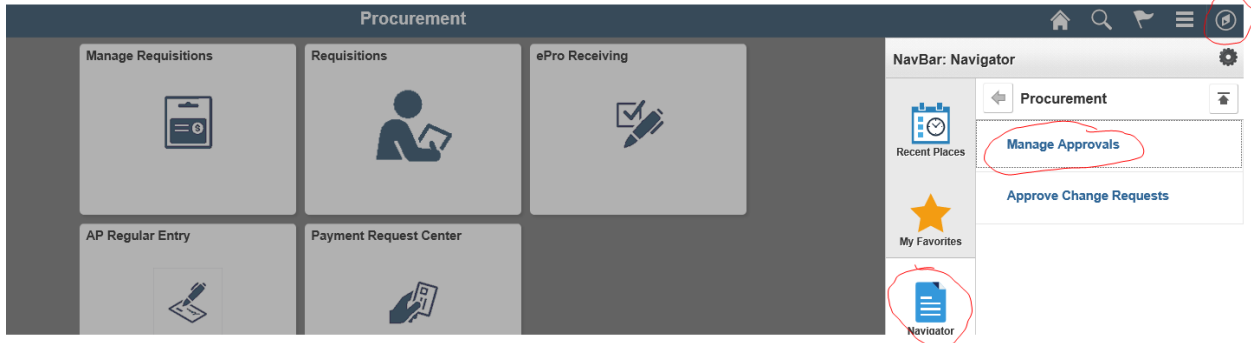 Procurement
Manage Requisitions
Requisitions
ePro Receiving
AP Regular Entry
Payment Request Center
NavBar: Navigator
Recent Places
My Favorites
Navigator
Procurement
Manage Approvals
Approve Change Requests